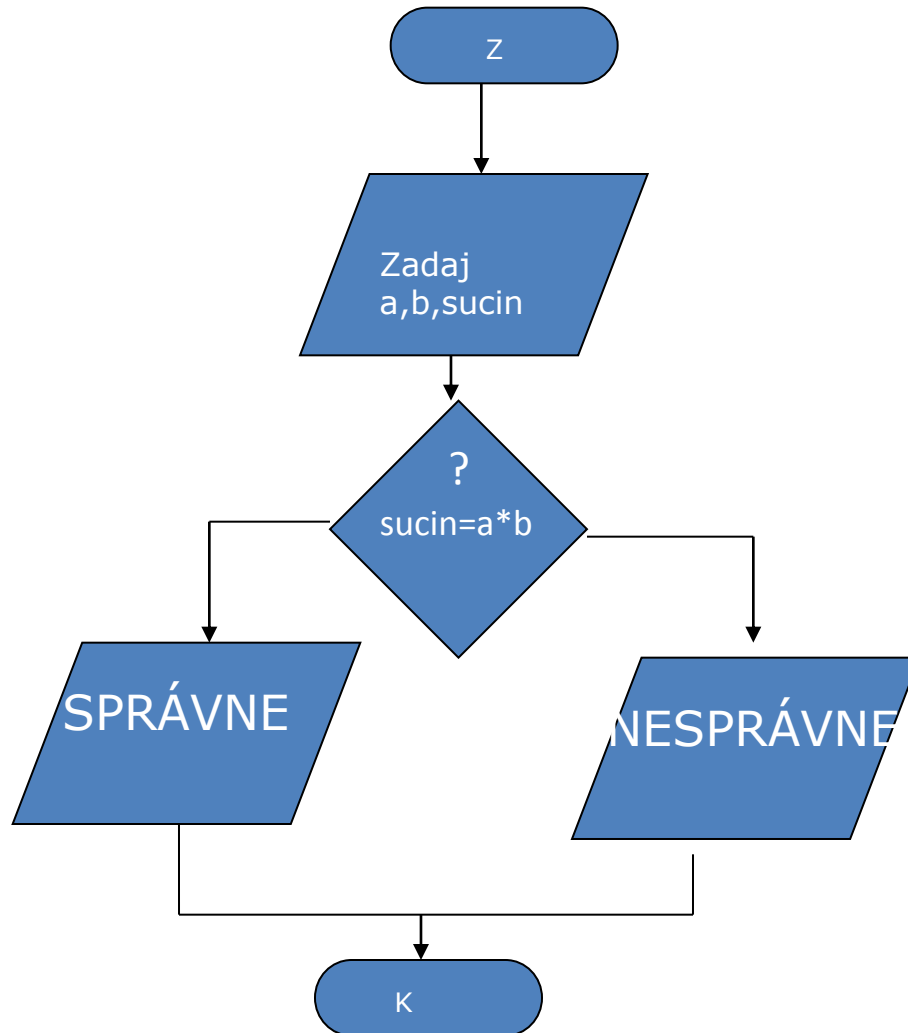 Z
Zadaj
a,b,sucin
?
sucin=a*b
SPRÁVNE
NESPRÁVNE
K